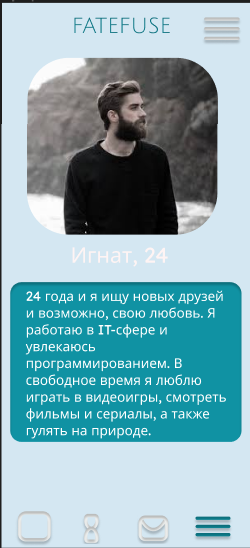 FATEFUSE
Игнат, 24
24 года и я ищу новых друзей
и возможно, свою любовь. Я
работаю в IT-сфере и
увлекаюсь
программированием. В
свободное время я люблю
играть в видеоигры, смотреть
фильмы и сериалы, а также
гулять на природе.